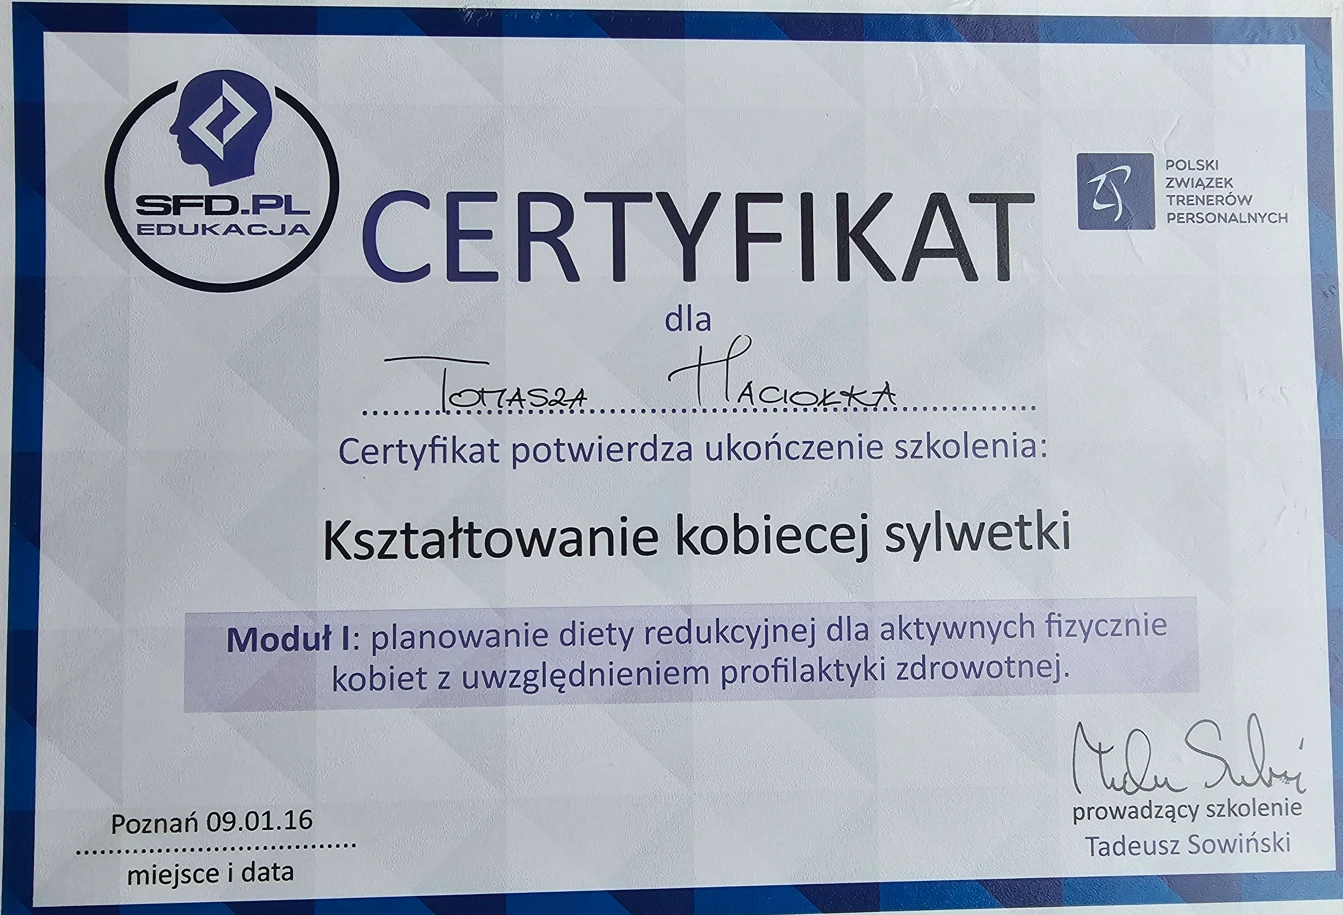 SFD.PL
EDUKACJA
CERTYFIKAT
POLSKI
ZWIĄZEK
TRENERÓW
PERSONALNYCH
dla
TOMASZA MACIOŁKA
Certyfikat potwierdza ukończenie szkolenia:
Kształtowanie kobiecej sylwetki
Moduł I: planowanie diety redukcyjnej dla aktywnych fizycznie
kobiet z uwzględnieniem profilaktyki zdrowotnej.
Poznań 09.01.16
miejsce i data
prowadzący szkolenie
Tadeusz Sowiński